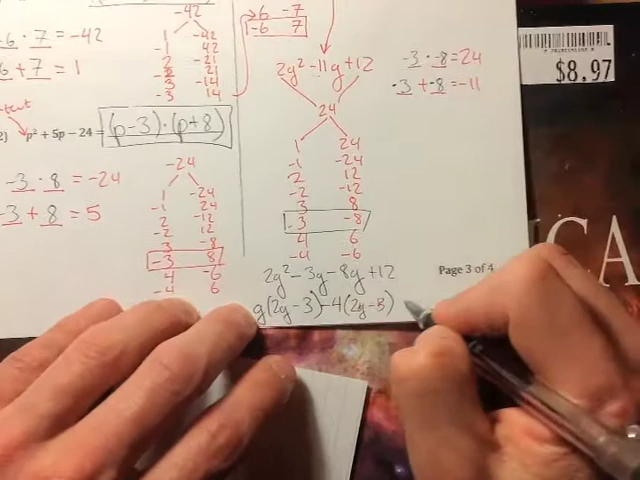 -6 · 7 = -42
-6 + 7 = 1
-42
1 -42
-1 42
2 -21
-2 21
3 -14
-3 14
6 -7
-6 7
2) p² + 5p - 24 = (p-3)·(p+8)
-3 · 8 = -24
-3 + 8 = 5
-24
1 -24
-1 24
2 -12
-2 12
3 -8
-3 8
4 -6
-4 6
2y² -11y +12
24
1 24
-1 -24
2 12
-2 -12
3 8
-3 -8
4 6
-4 -6
2y² -3y -8y +12
y(2y-3) -4(2y-3)
-3 · -8 = 24
-3 + -8 = -11
Page 3 of 4
$8.97
CA